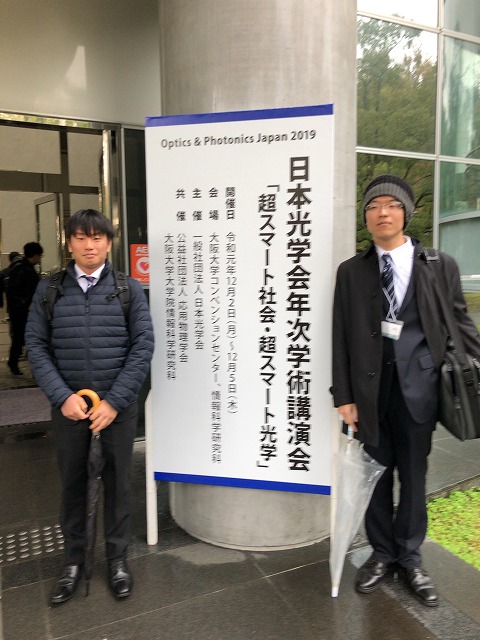 Optics & Photonics Japan 2019
日本光学会年次学術講演会
「超スマート社会・超スマート光学」
開催日 令和元年12月2日(月)～12月5日(木)
会 場 大阪大学コンベンションセンター、情報科学研究科
主 催 一般社団法人 日本光学会
共 催 公益社団法人 応用物理学会
大阪大学大学院情報科学研究科
AED